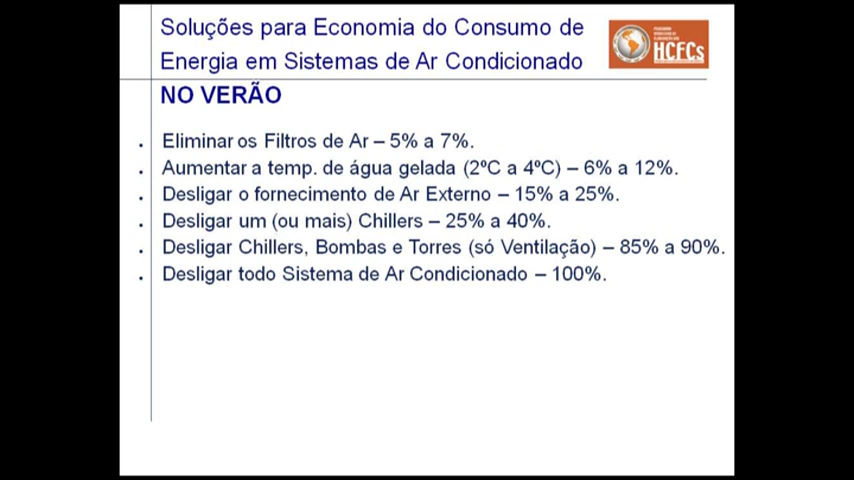 Soluções para Economia do Consumo de
Energia em Sistemas de Ar Condicionado
HCFCs
NO VERÃO
Eliminar os Filtros de Ar – 5% a 7%.
Aumentar a temp. de água gelada (2ºC a 4ºC) – 6% a 12%.
Desligar o fornecimento de Ar Externo – 15% a 25%.
Desligar um (ou mais) Chillers – 25% a 40%.
Desligar Chillers, Bombas e Torres (só Ventilação) – 85% a 90%.
Desligar todo Sistema de Ar Condicionado – 100%.